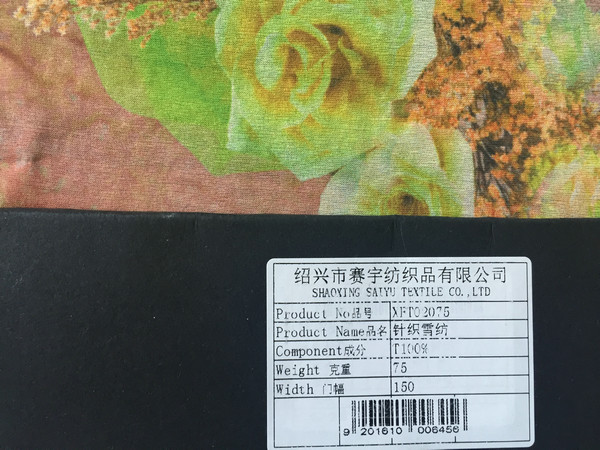 绍兴市赛宇纺织品有限公司
SHAOXING SAIYU TEXTILE CO.,LTD
Product No品号 XFT02075
Product Name品名 针织雪纺
Component成分 T100%
Weight 克重 75
Width 门幅 150
9 201610 006456